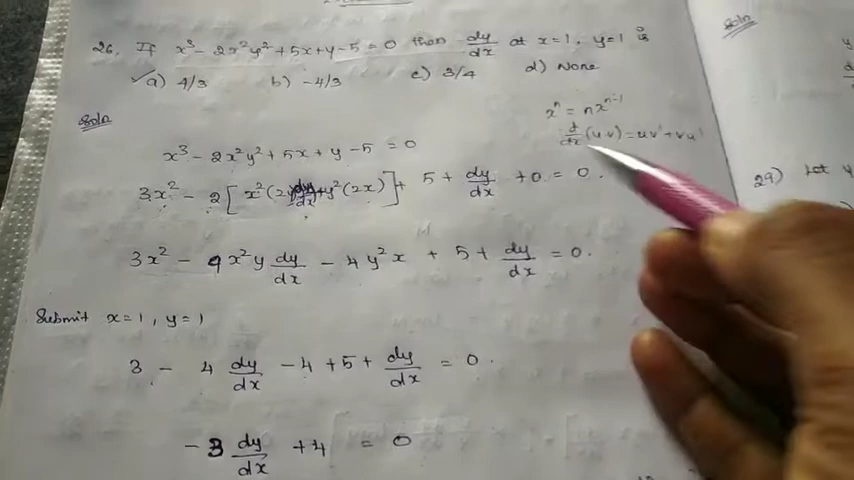 26. If x³ - 2x²y² + 5x + y - 5 = 0 then dy/dx at x=1, y=1 is
✓a) 4/3 b) -4/3 c) 3/4 d) None
Soln
xⁿ = nxⁿ⁻¹
d/dx (u.v) = uv' + vu'
x³ - 2x²y² + 5x + y - 5 = 0
3x² - 2[x²(2y dy/dx + y²(2x)] + 5 + dy/dx + 0 = 0.
3x² - 4x²y dy/dx - 4y²x + 5 + dy/dx = 0.
Submit x=1, y=1
3 - 4 dy/dx - 4 + 5 + dy/dx = 0.
-3 dy/dx + 4 = 0
Soln
29) Let